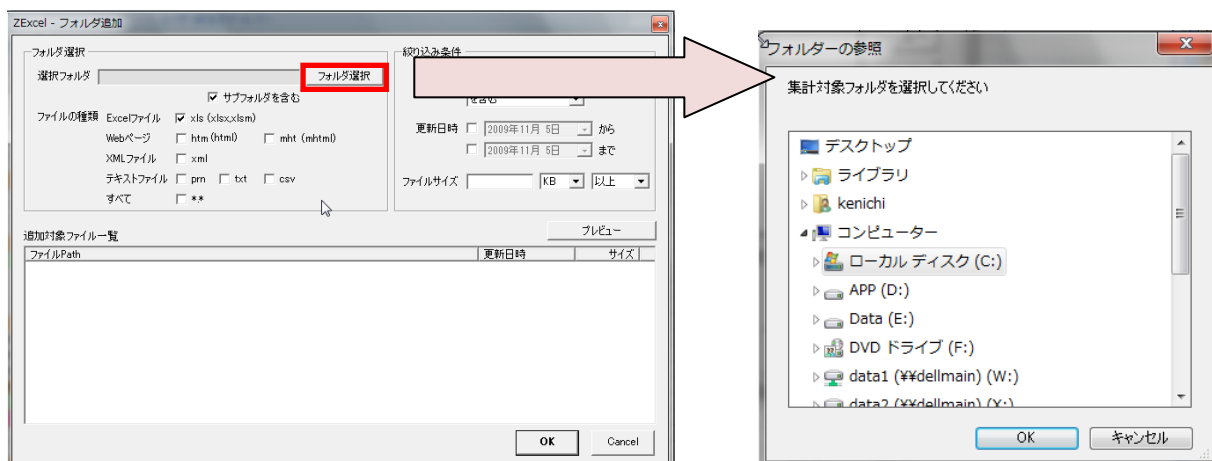 ZExcel - フォルダ追加
フォルダ選択
選択フォルダ フォルダ選択
サブフォルダを含む
ファイルの種類 Excelファイル xls (xlsx,xlsm)
Webページ htm (html) mht (mhtml)
XMLファイル xml
テキストファイル prn txt csv
すべて *.*
絞り込み条件
を含む
更新日時 2009年11月 5日 から
2009年11月 5日 まで
ファイルサイズ KB 以上
追加対象ファイル一覧 プレビュー
ファイルPath 更新日時 サイズ
OK Cancel
フォルダーの参照
集計対象フォルダを選択してください
デスクトップ
ライブラリ
kenichi
コンピューター
ローカル ディスク (C:)
APP (D:)
Data (E:)
DVD ドライブ (F:)
data1 (¥¥dellmain) (W:)
data2 (¥¥dellmain) (X:)
OK キャンセル